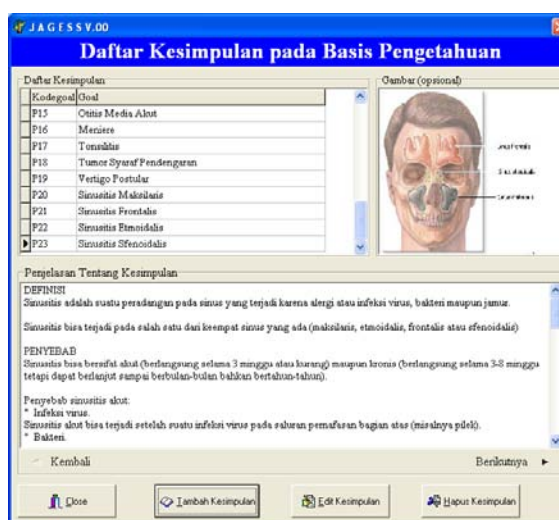 JAGES S V.00
Daftar Kesimpulan pada Basis Pengetahuan
Daftar Kesimpulan
Gambar (opsional)
Kodegoal Goal
P15 Otitis Media Akut
P16 Meniere
P17 Tonsilitis
P18 Tumor Syaraf Pendengaran
P19 Vertigo Postular
P20 Sinusitis Maksilaris
P21 Sinusitis Frontalis
P22 Sinusitis Etmoidalis
P23 Sinusitis Sfenoidalis
Penjelasan Tentang Kesimpulan
DEFINISI
Sinusitis adalah suatu peradangan pada sinus yang terjadi karena alergi atau infeksi virus, bakteri maupun jamur.
Sinusitis bisa terjadi pada salah satu dari keempat sinus yang ada (maksilaris, etmoidalis, frontalis atau sfenoidalis)
PENYEBAB
Sinusitis bisa bersifat akut (berlangsung selama 3 minggu atau kurang) maupun kronis (berlangsung selama 3-8 minggu
tetapi dapat berlanjut sampai berbulan-bulan bahkan bertahun-tahun).
Penyebab sinusitis akut:
* Infeksi virus.
Sinusitis akut bisa terjadi setelah suatu infeksi virus pada saluran pernafasan bagian atas (misalnya pilek).
* Bakteri.
Kembali
Berikutnya
Close
Tambah Kesimpulan
Edit Kesimpulan
Hapus Kesimpulan